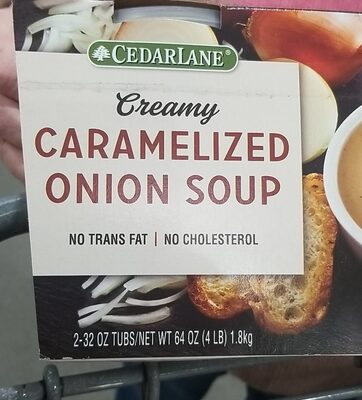 CEDARLANE®
Creamy
CARAMELIZED
ONION SOUP
NO TRANS FAT | NO CHOLESTEROL
2-32 OZ TUBS/NET WT 64 OZ (4 LB) 1.8kg